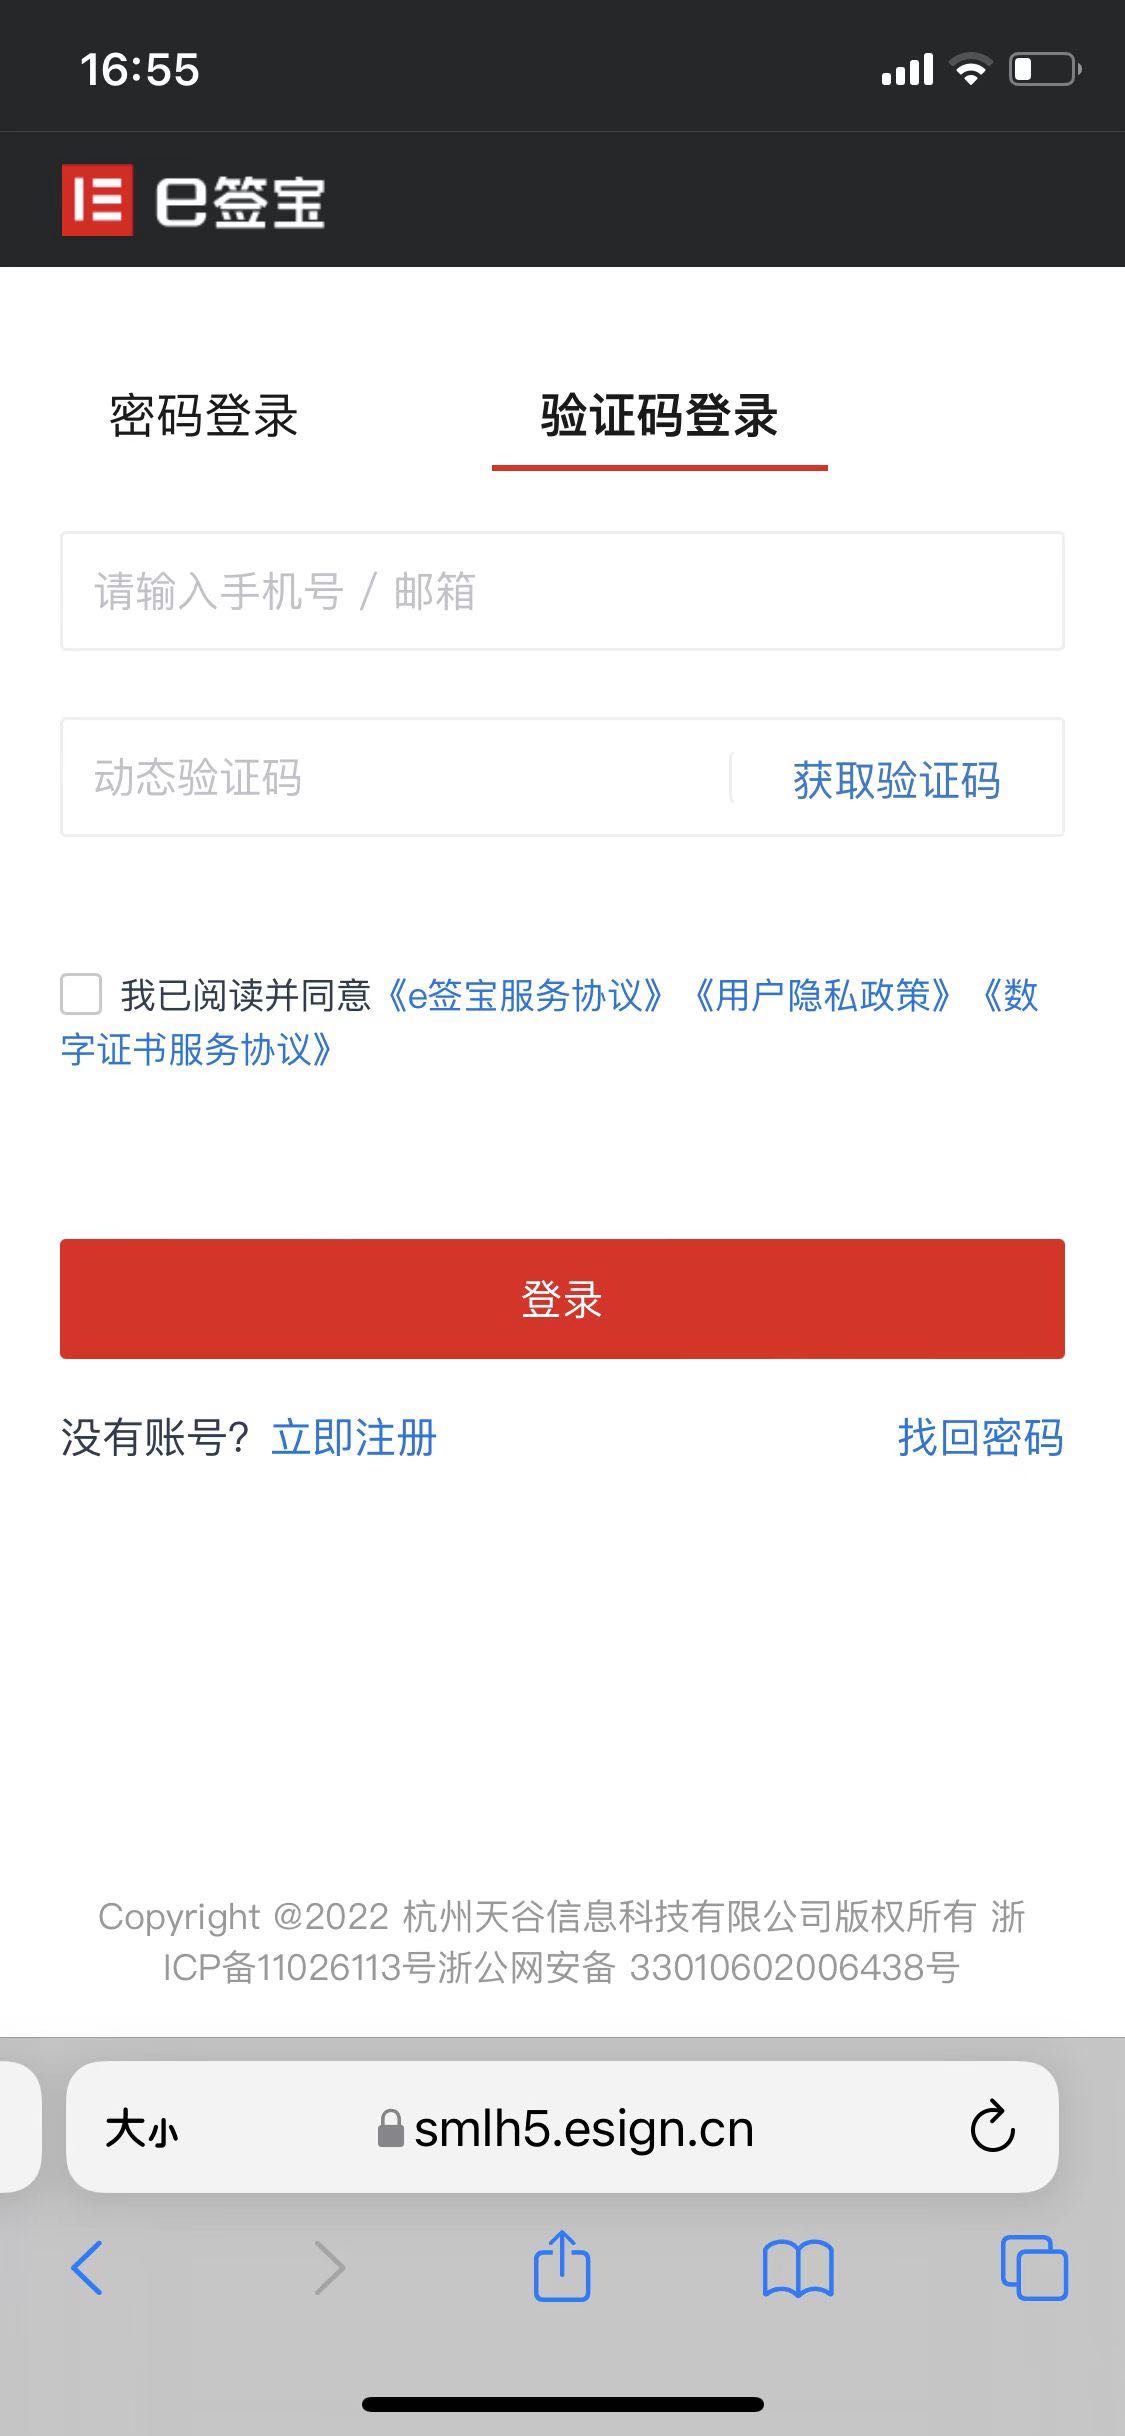 16:55
e签宝
密码登录 验证码登录
请输入手机号 / 邮箱
动态验证码 获取验证码
我已阅读并同意《e签宝服务协议》《用户隐私政策》《数
字证书服务协议》
登录
没有账号? 立即注册 找回密码
Copyright @2022 杭州天谷信息科技有限公司版权所有 浙
ICP备11026113号浙公网安备 33010602006438号
大小 smlh5.esign.cn